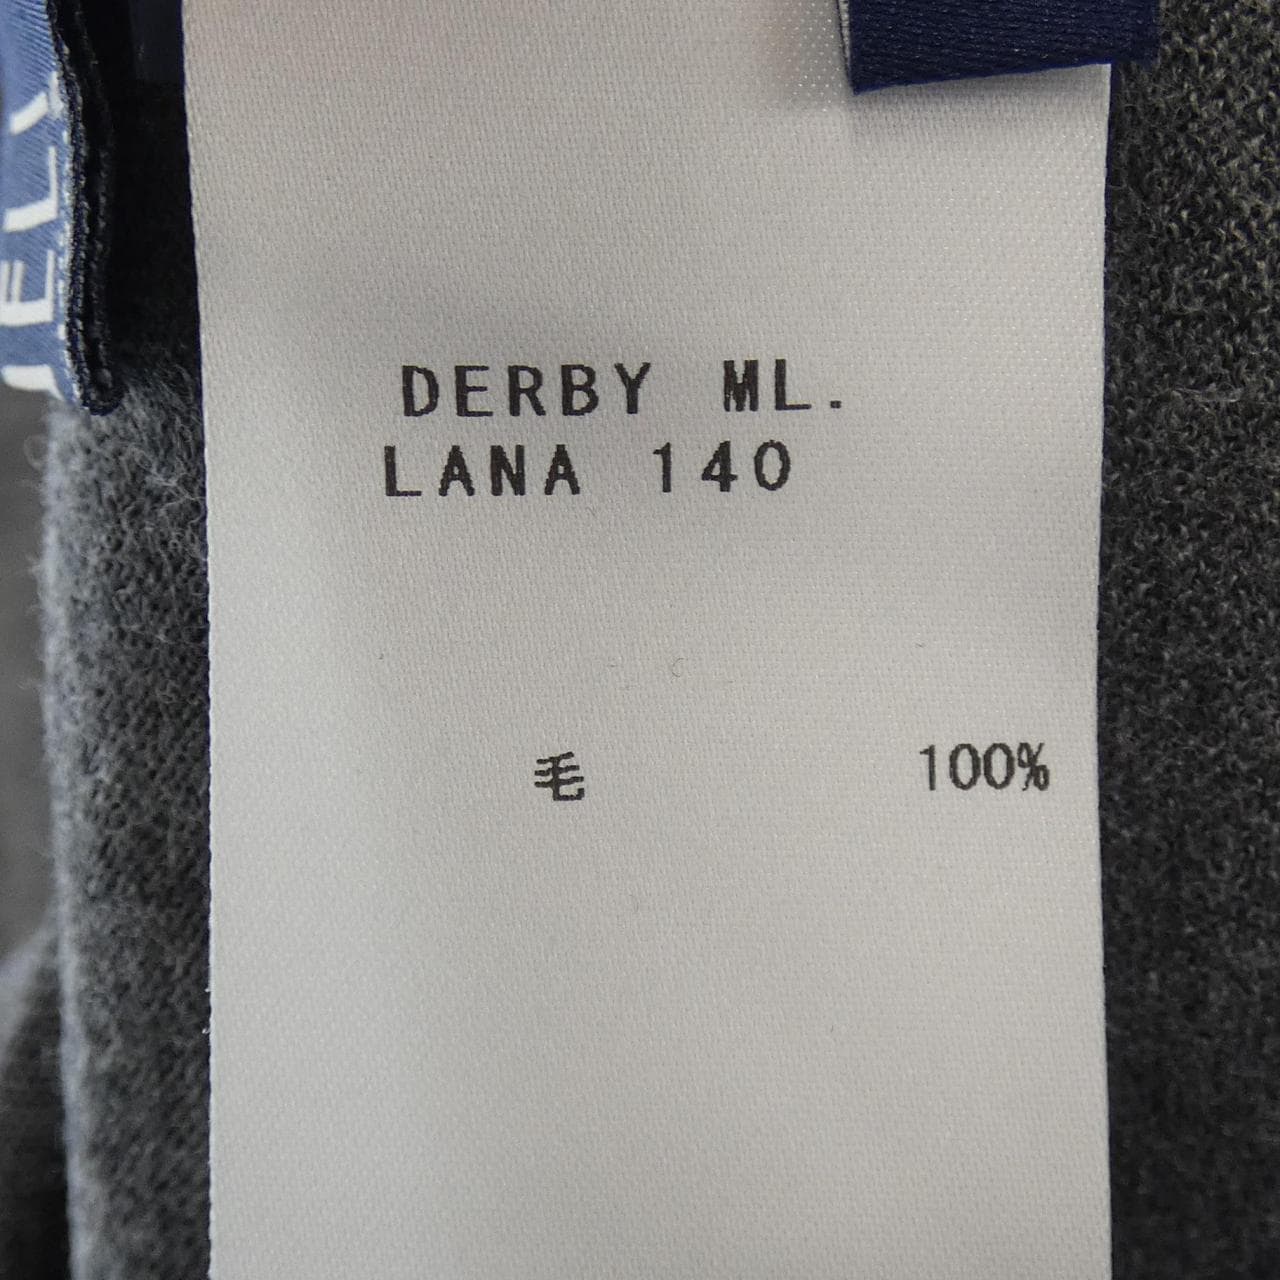 DERBY ML.
LANA 140
毛 100%